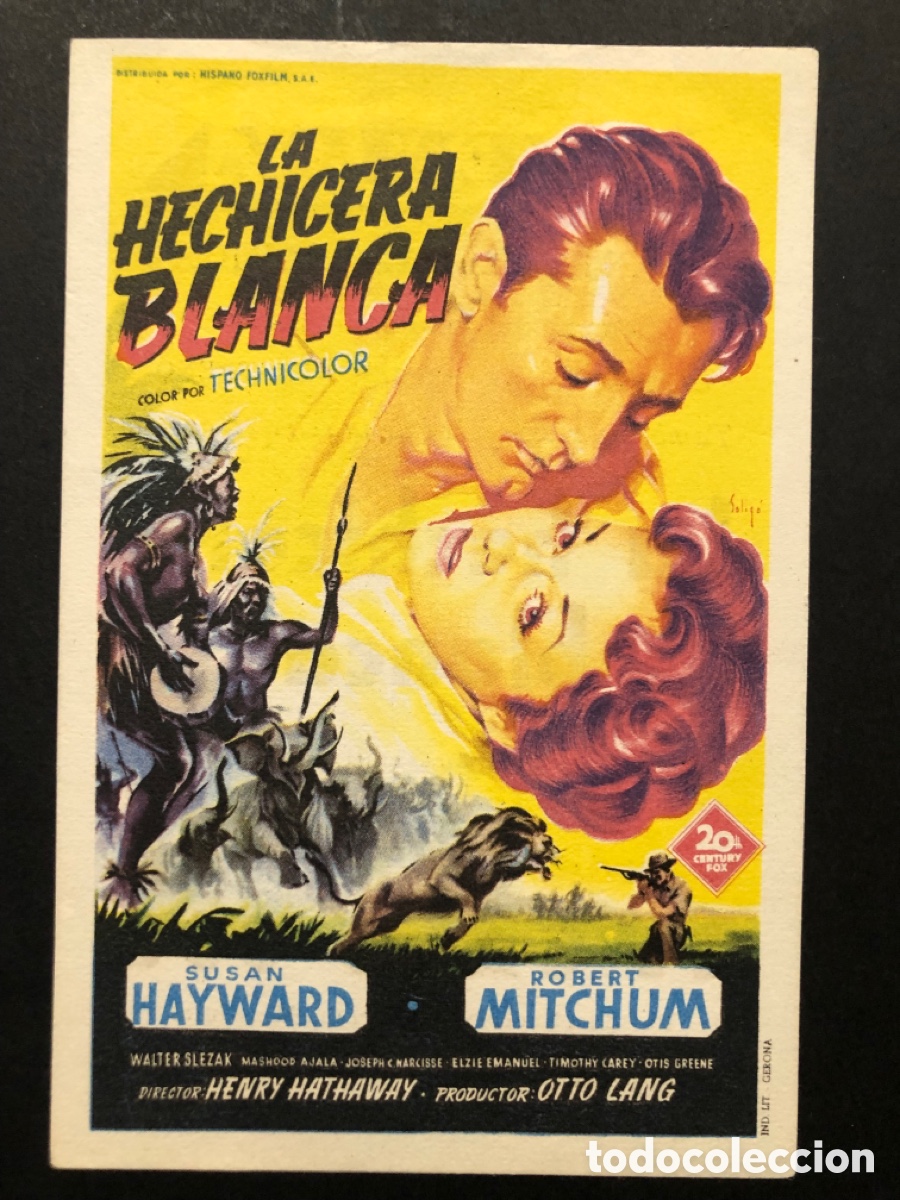 DISTRIBUIDA POR: HISPANO FOXFILM, S.A.E.
LA
HECHICERA
BLANCA
COLOR POR TECHNICOLOR
Soligó
20th
CENTURY
FOX
SUSAN
HAYWARD
·
ROBERT
MITCHUM
WALTER SLEZAK MASHOOD AJALA · JOSEPH C. NARCISSE · ELZIE EMANUEL · TIMOTHY CAREY · OTIS GREENE
DIRECTOR: HENRY HATHAWAY · PRODUCTOR: OTTO LANG
IND. LIT · GERONA
todocoleccion